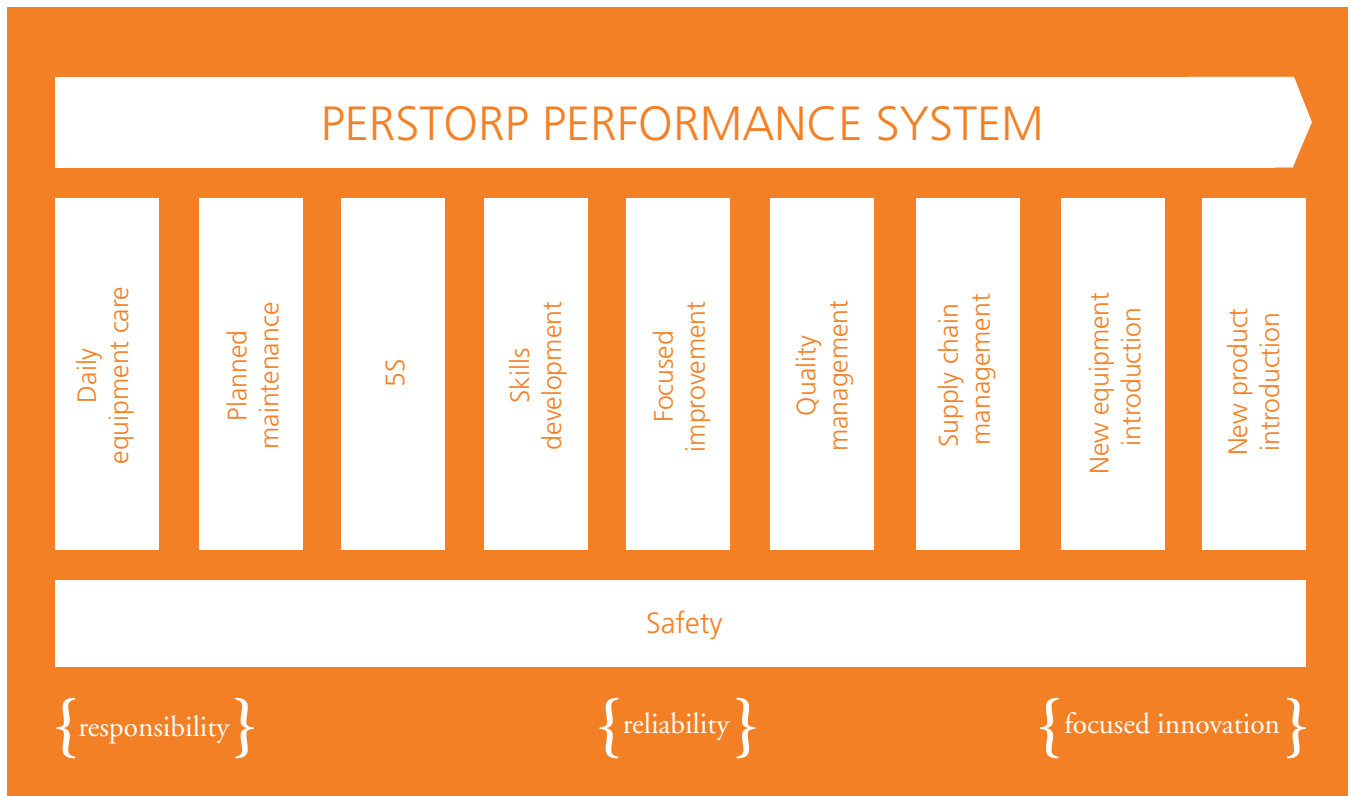 PERSTORP PERFORMANCE SYSTEM
Daily
equipment care
Planned
maintenance
5S
Skills
development
Focused
improvement
Quality
management
Supply chain
management
New equipment
introduction
New product
introduction
Safety
{responsibility}
{reliability}
{focused innovation}